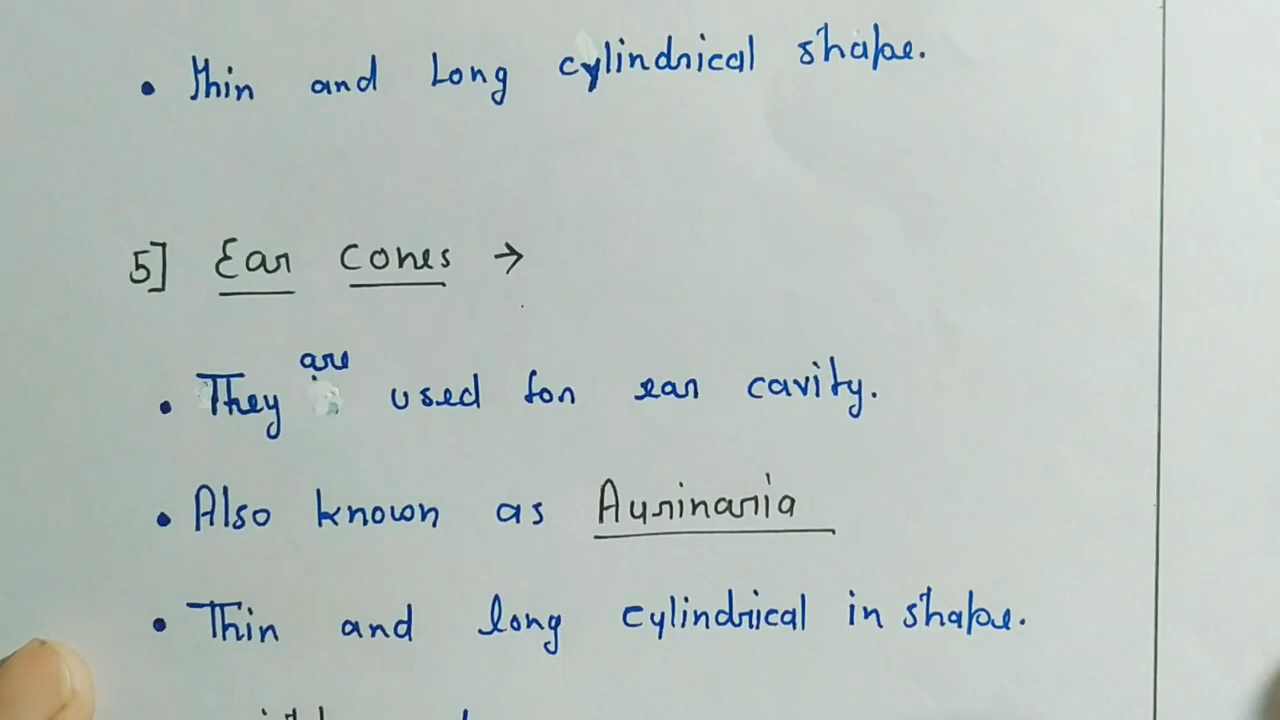 • thin and Long cylindrical shape.
5] Ear Cones →
• They are used for ear cavity.
• Also known as Aurinaria
• Thin and long cylindrical in shape.